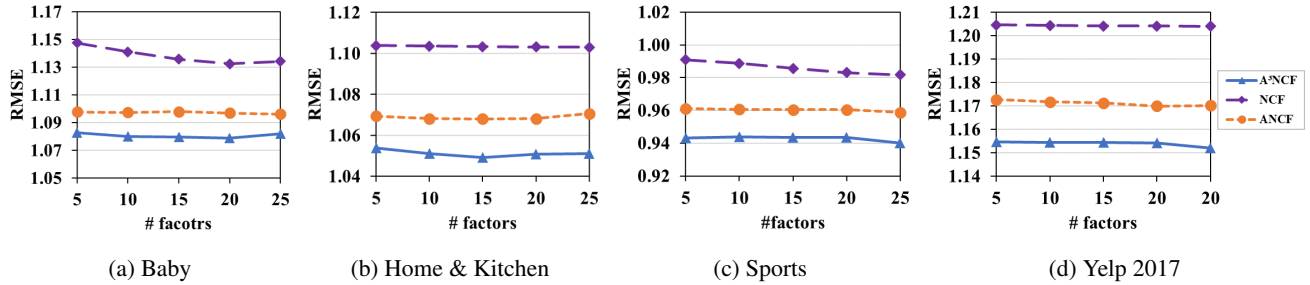 RMSE
1.17
1.15
1.13
1.11
1.09
1.07
1.05
5 10 15 20 25
# facotrs
(a) Baby
RMSE
1.12
1.10
1.08
1.06
1.04
5 10 15 20 25
# factors
(b) Home & Kitchen
RMSE
1.02
1.00
0.98
0.96
0.94
0.92
5 10 15 20 25
#factors
(c) Sports
RMSE
1.21
1.20
1.19
1.18
1.17
1.16
1.15
1.14
5 10 15 20 20
# factors
(d) Yelp 2017
A³NCF
NCF
ANCF